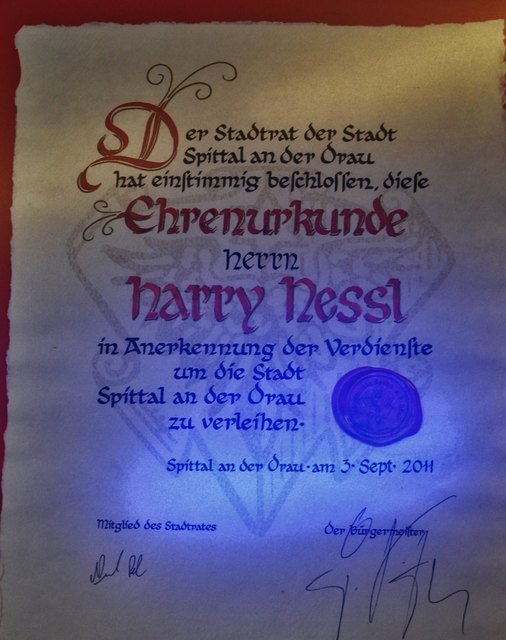 Der Stadtrat der Stadt
Spittal an der Drau
hat einstimmig beschlossen, diese
Ehrenurkunde
Herrn
Harry Nessl
in Anerkennung der Verdienste
um die Stadt
Spittal an der Drau
zu verleihen.
Spittal an der Drau · am 3. Sept. 2011
Mitglied des Stadtrates
Der Bürgermeister